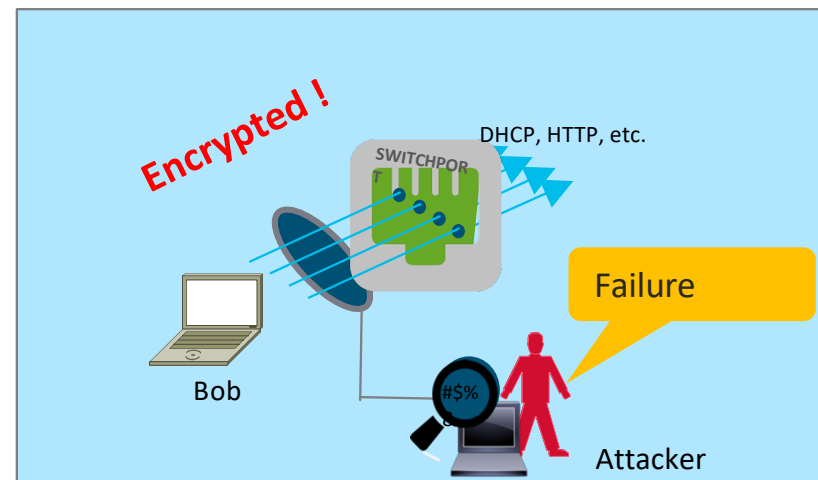 Encrypted !
DHCP, HTTP, etc.
SWITCHPOR
T
Failure
Bob
#$%
Attacker